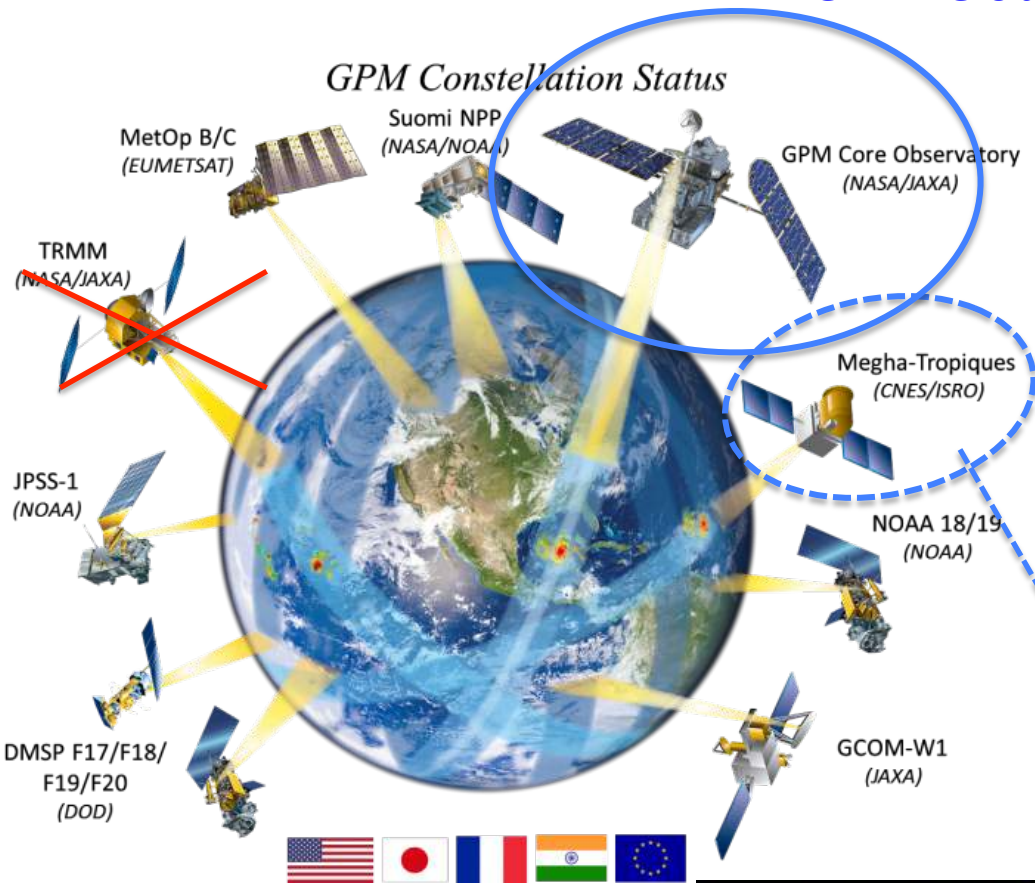 GPM Constellation Status
MetOp B/C
(EUMETSAT)
Suomi NPP
(NASA/NOAA)
GPM Core Observatory
(NASA/JAXA)
TRMM
(NASA/JAXA)
Megha-Tropiques
(CNES/ISRO)
JPSS-1
(NOAA)
NOAA 18/19
(NOAA)
DMSP F17/F18/
F19/F20
(DOD)
GCOM-W1
(JAXA)